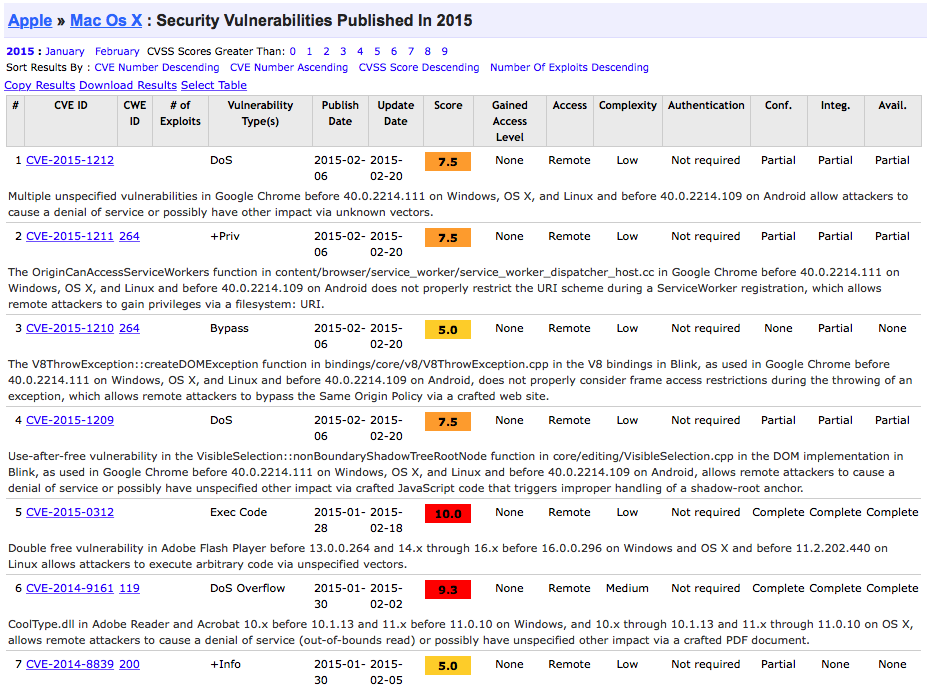 Apple » Mac Os X : Security Vulnerabilities Published In 2015
2015 : January February CVSS Scores Greater Than: 0 1 2 3 4 5 6 7 8 9
Sort Results By : CVE Number Descending CVE Number Ascending CVSS Score Descending Number Of Exploits Descending
Copy Results Download Results Select Table
# CVE ID CWE # of Vulnerability Publish Update Score Gained Access Complexity Authentication Conf. Integ. Avail.
ID Exploits Type(s) Date Date Access
Level
1 CVE-2015-1212 DoS 2015-02- 2015- 7.5 None Remote Low Not required Partial Partial Partial
06 02-20
Multiple unspecified vulnerabilities in Google Chrome before 40.0.2214.111 on Windows, OS X, and Linux and before 40.0.2214.109 on Android allow attackers to
cause a denial of service or possibly have other impact via unknown vectors.
2 CVE-2015-1211 264 +Priv 2015-02- 2015- 7.5 None Remote Low Not required Partial Partial Partial
06 02-20
The OriginCanAccessServiceWorkers function in content/browser/service_worker/service_worker_dispatcher_host.cc in Google Chrome before 40.0.2214.111 on
Windows, OS X, and Linux and before 40.0.2214.109 on Android does not properly restrict the URI scheme during a ServiceWorker registration, which allows
remote attackers to gain privileges via a filesystem: URI.
3 CVE-2015-1210 264 Bypass 2015-02- 2015- 5.0 None Remote Low Not required None Partial None
06 02-20
The V8ThrowException::createDOMException function in bindings/core/v8/V8ThrowException.cpp in the V8 bindings in Blink, as used in Google Chrome before
40.0.2214.111 on Windows, OS X, and Linux and before 40.0.2214.109 on Android, does not properly consider frame access restrictions during the throwing of an
exception, which allows remote attackers to bypass the Same Origin Policy via a crafted web site.
4 CVE-2015-1209 DoS 2015-02- 2015- 7.5 None Remote Low Not required Partial Partial Partial
06 02-20
Use-after-free vulnerability in the VisibleSelection::nonBoundaryShadowTreeRootNode function in core/editing/VisibleSelection.cpp in the DOM implementation in
Blink, as used in Google Chrome before 40.0.2214.111 on Windows, OS X, and Linux and before 40.0.2214.109 on Android, allows remote attackers to cause a
denial of service or possibly have unspecified other impact via crafted JavaScript code that triggers improper handling of a shadow-root anchor.
5 CVE-2015-0312 Exec Code 2015-01- 2015- 10.0 None Remote Low Not required Complete Complete Complete
28 02-18
Double free vulnerability in Adobe Flash Player before 13.0.0.264 and 14.x through 16.x before 16.0.0.296 on Windows and OS X and before 11.2.202.440 on
Linux allows attackers to execute arbitrary code via unspecified vectors.
6 CVE-2014-9161 119 DoS Overflow 2015-01- 2015- 9.3 None Remote Medium Not required Complete Complete Complete
30 02-02
CoolType.dll in Adobe Reader and Acrobat 10.x before 10.1.13 and 11.x before 11.0.10 on Windows, and 10.x through 10.1.13 and 11.x through 11.0.10 on OS X,
allows remote attackers to cause a denial of service (out-of-bounds read) or possibly have unspecified other impact via a crafted PDF document.
7 CVE-2014-8839 200 +Info 2015-01- 2015- 5.0 None Remote Low Not required Partial None None
30 02-05